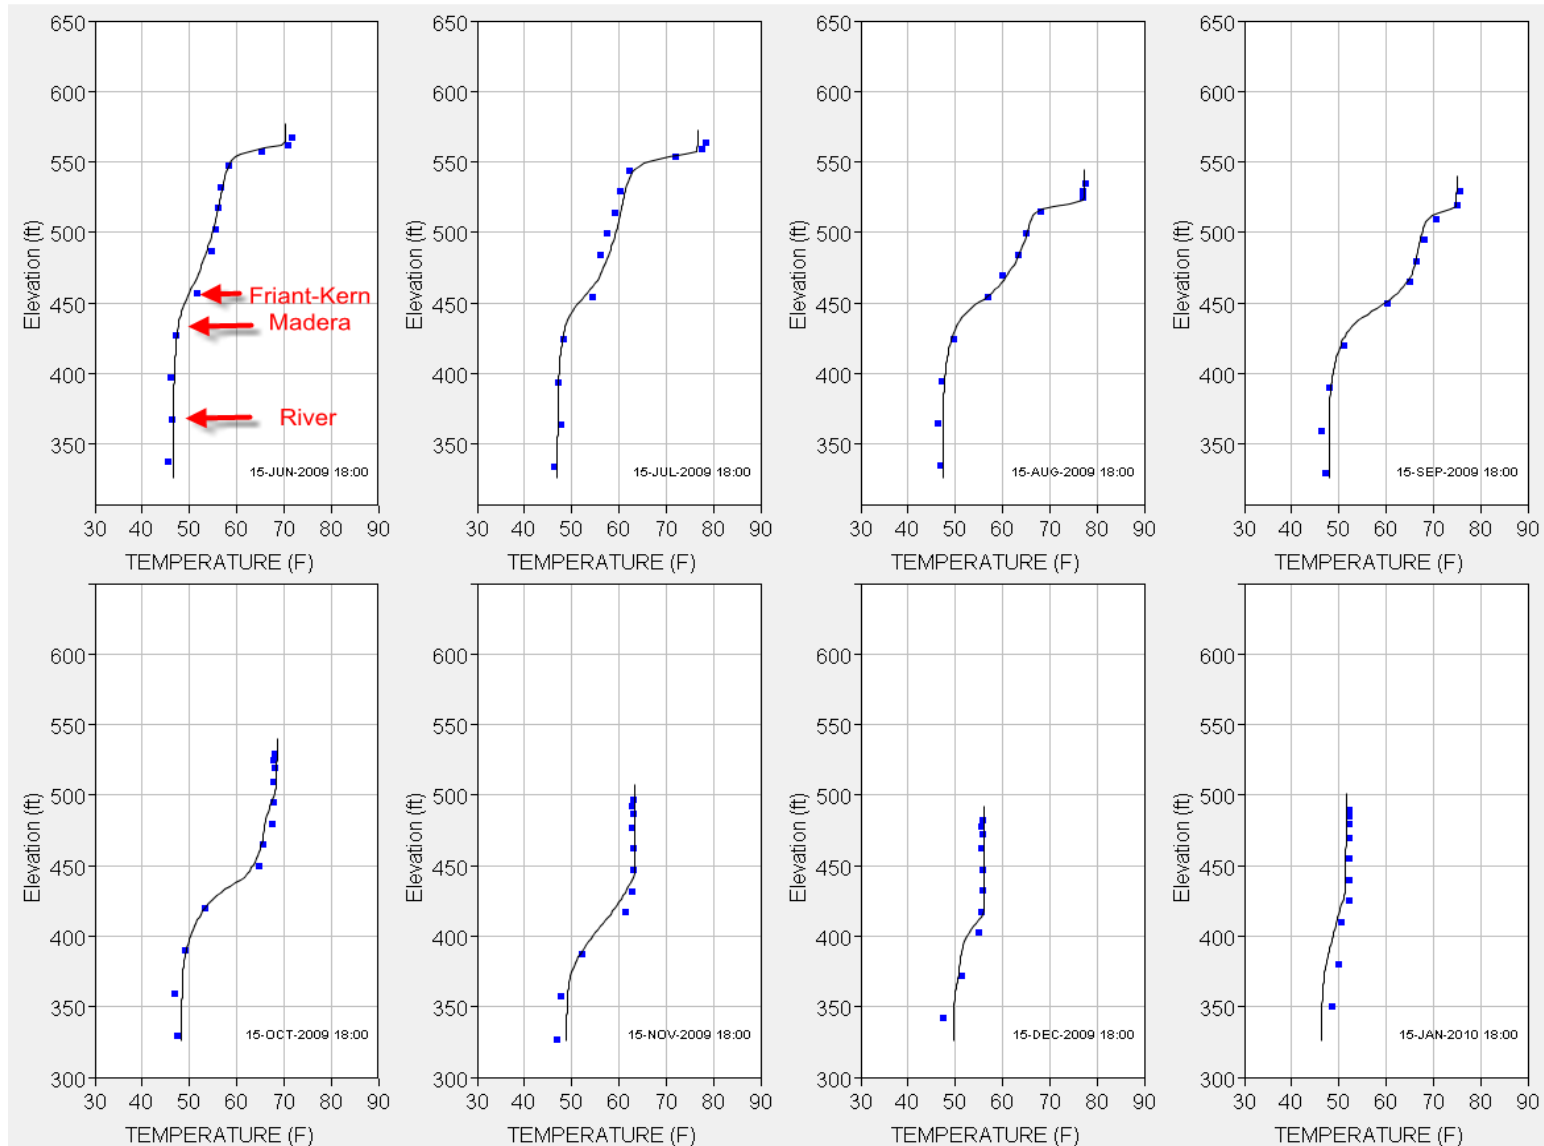 650
600
550
500
450
400
350
Elevation (ft)
Friant-Kern
Madera
River
15-JUN-2009 18:00
30 40 50 60 70 80 90
TEMPERATURE (F)
650
600
550
500
450
400
350
Elevation (ft)
15-JUL-2009 18:00
30 40 50 60 70 80 90
TEMPERATURE (F)
650
600
550
500
450
400
350
Elevation (ft)
15-AUG-2009 18:00
30 40 50 60 70 80 90
TEMPERATURE (F)
650
600
550
500
450
400
350
Elevation (ft)
15-SEP-2009 18:00
30 40 50 60 70 80 90
TEMPERATURE (F)
600
550
500
450
400
350
300
Elevation (ft)
15-OCT-2009 18:00
30 40 50 60 70 80 90
TEMPERATURE (F)
600
550
500
450
400
350
300
Elevation (ft)
15-NOV-2009 18:00
30 40 50 60 70 80 90
TEMPERATURE (F)
600
550
500
450
400
350
300
Elevation (ft)
15-DEC-2009 18:00
30 40 50 60 70 80 90
TEMPERATURE (F)
600
550
500
450
400
350
300
Elevation (ft)
15-JAN-2010 18:00
30 40 50 60 70 80 90
TEMPERATURE (F)